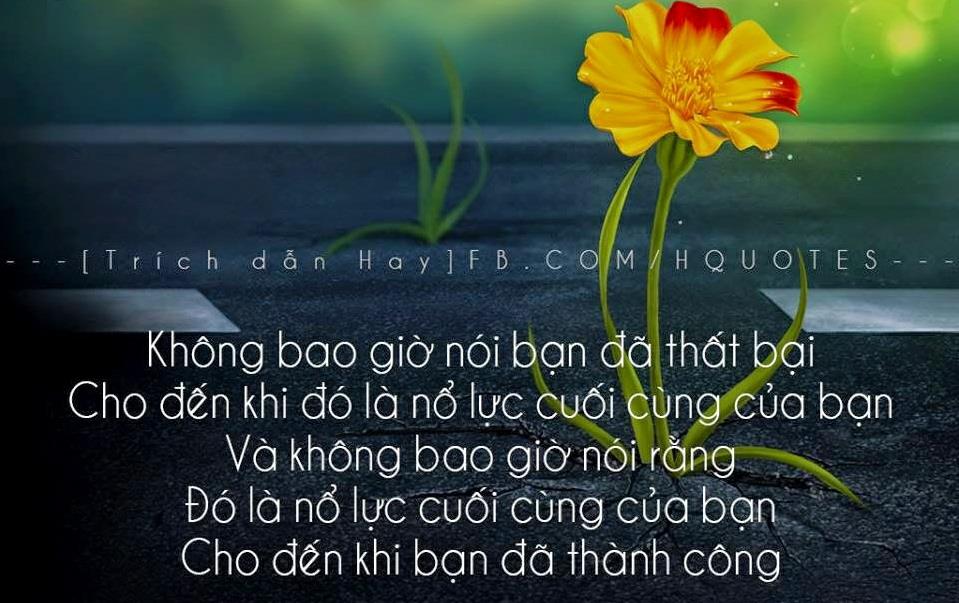 ---[Trích dẫn Hay]FB.COM/HQUOTES---
Không bao giờ nói bạn đã thất bại
Cho đến khi đó là nổ lực cuối cùng của bạn
Và không bao giờ nói rằng
Đó là nổ lực cuối cùng của bạn
Cho đến khi bạn đã thành công